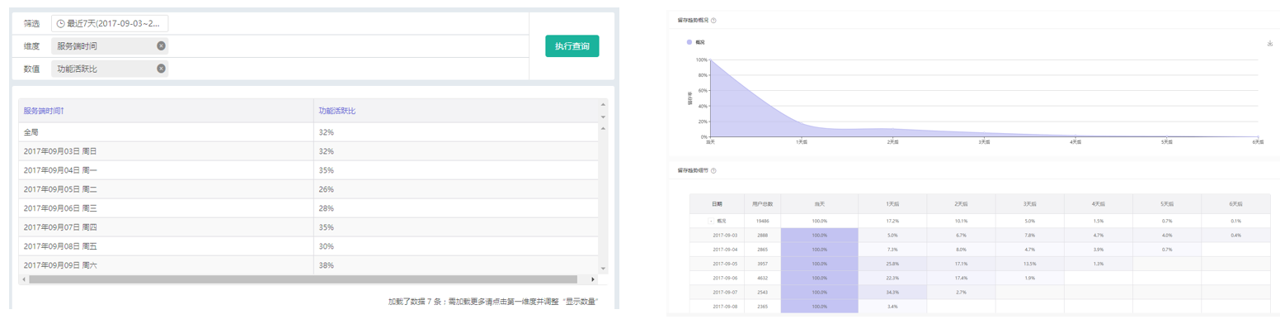 筛选 最近7天(2017-09-03~2...
维度 服务端时间
数值 功能活跃比
执行查询
服务端时间↑ 功能活跃比
全局 32%
2017年09月03日 周日 32%
2017年09月04日 周一 35%
2017年09月05日 周二 26%
2017年09月06日 周三 28%
2017年09月07日 周四 35%
2017年09月08日 周五 30%
2017年09月09日 周六 38%
加载了数据 7 条；需加载更多请点击第一维度并调整“显示数量”
留存趋势概况
概况
留存率
100%
80%
60%
40%
20%
0%
当天 1天后 2天后 3天后 4天后 5天后 6天后
留存趋势细节
日期 用户总数 当天 1天后 2天后 3天后 4天后 5天后 6天后
概况 19486 100.0% 17.2% 10.1% 5.0% 1.5% 0.7% 0.1%
2017-09-03 2888 100.0% 5.0% 6.7% 7.8% 4.7% 4.0% 0.4%
2017-09-04 2865 100.0% 7.3% 8.0% 4.7% 3.9% 0.7%
2017-09-05 3957 100.0% 25.8% 17.1% 13.5% 1.3%
2017-09-06 4632 100.0% 22.5% 17.4% 1.9%
2017-09-07 2543 100.0% 34.3% 2.7%
2017-09-08 2345 100.0% 3.4%